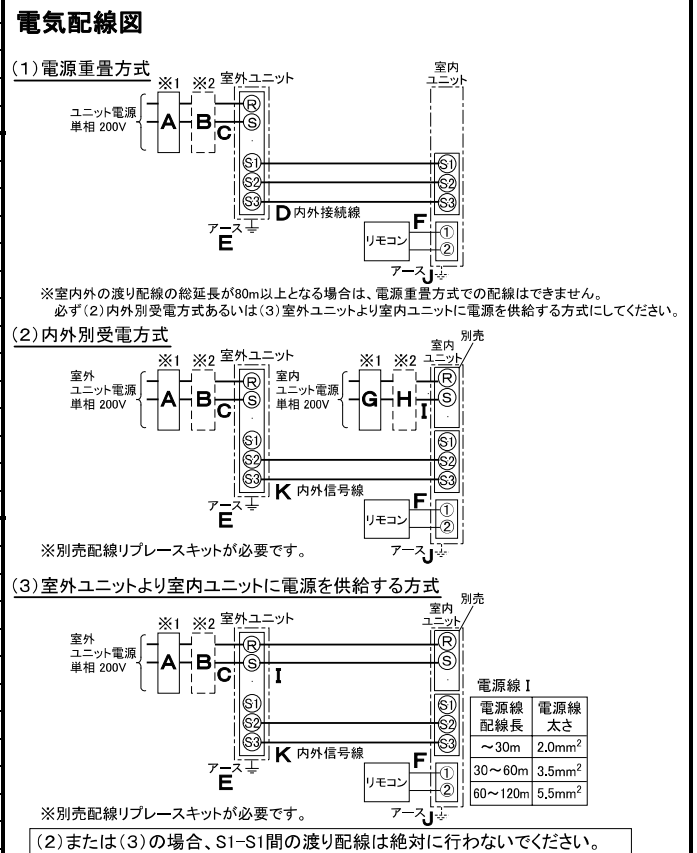 電気配線図
(1)電源重畳方式
※1 ※2 室外ユニット
室内
ユニット
ユニット電源
単相 200V
A B C
R
S
S1 S1
S2 S2
S3 S3
D 内外接続線
アース
E
リモコン
F
①
②
アース J
※室内外の渡り配線の総延長が80m以上となる場合は、電源重畳方式での配線はできません。
必ず(2)内外別受電方式あるいは(3)室外ユニットより室内ユニットに電源を供給する方式にしてください。
(2)内外別受電方式
※1 ※2 室外ユニット
※1 ※2
室内
ユニット
別売
室外
ユニット電源
単相 200V
A B C
R
S
室内
ユニット電源
単相 200V
G H I
R
S
S1 S1
S2 S2
S3 S3
K 内外信号線
アース
E
リモコン
F
①
②
アース J
※別売配線リプレースキットが必要です。
(3)室外ユニットより室内ユニットに電源を供給する方式
※1 ※2 室外ユニット
室内
ユニット
別売
室外
ユニット電源
単相 200V
A B C
R R
S S
I
S1 S1
S2 S2
S3 S3
K 内外信号線
アース
E
リモコン
F
①
②
アース J
電源線 I
電源線配線長 電源線太さ
～30m 2.0mm²
30～60m 3.5mm²
60～120m 5.5mm²
※別売配線リプレースキットが必要です。
(2)または(3)の場合、S1-S1間の渡り配線は絶対に行わないでください。